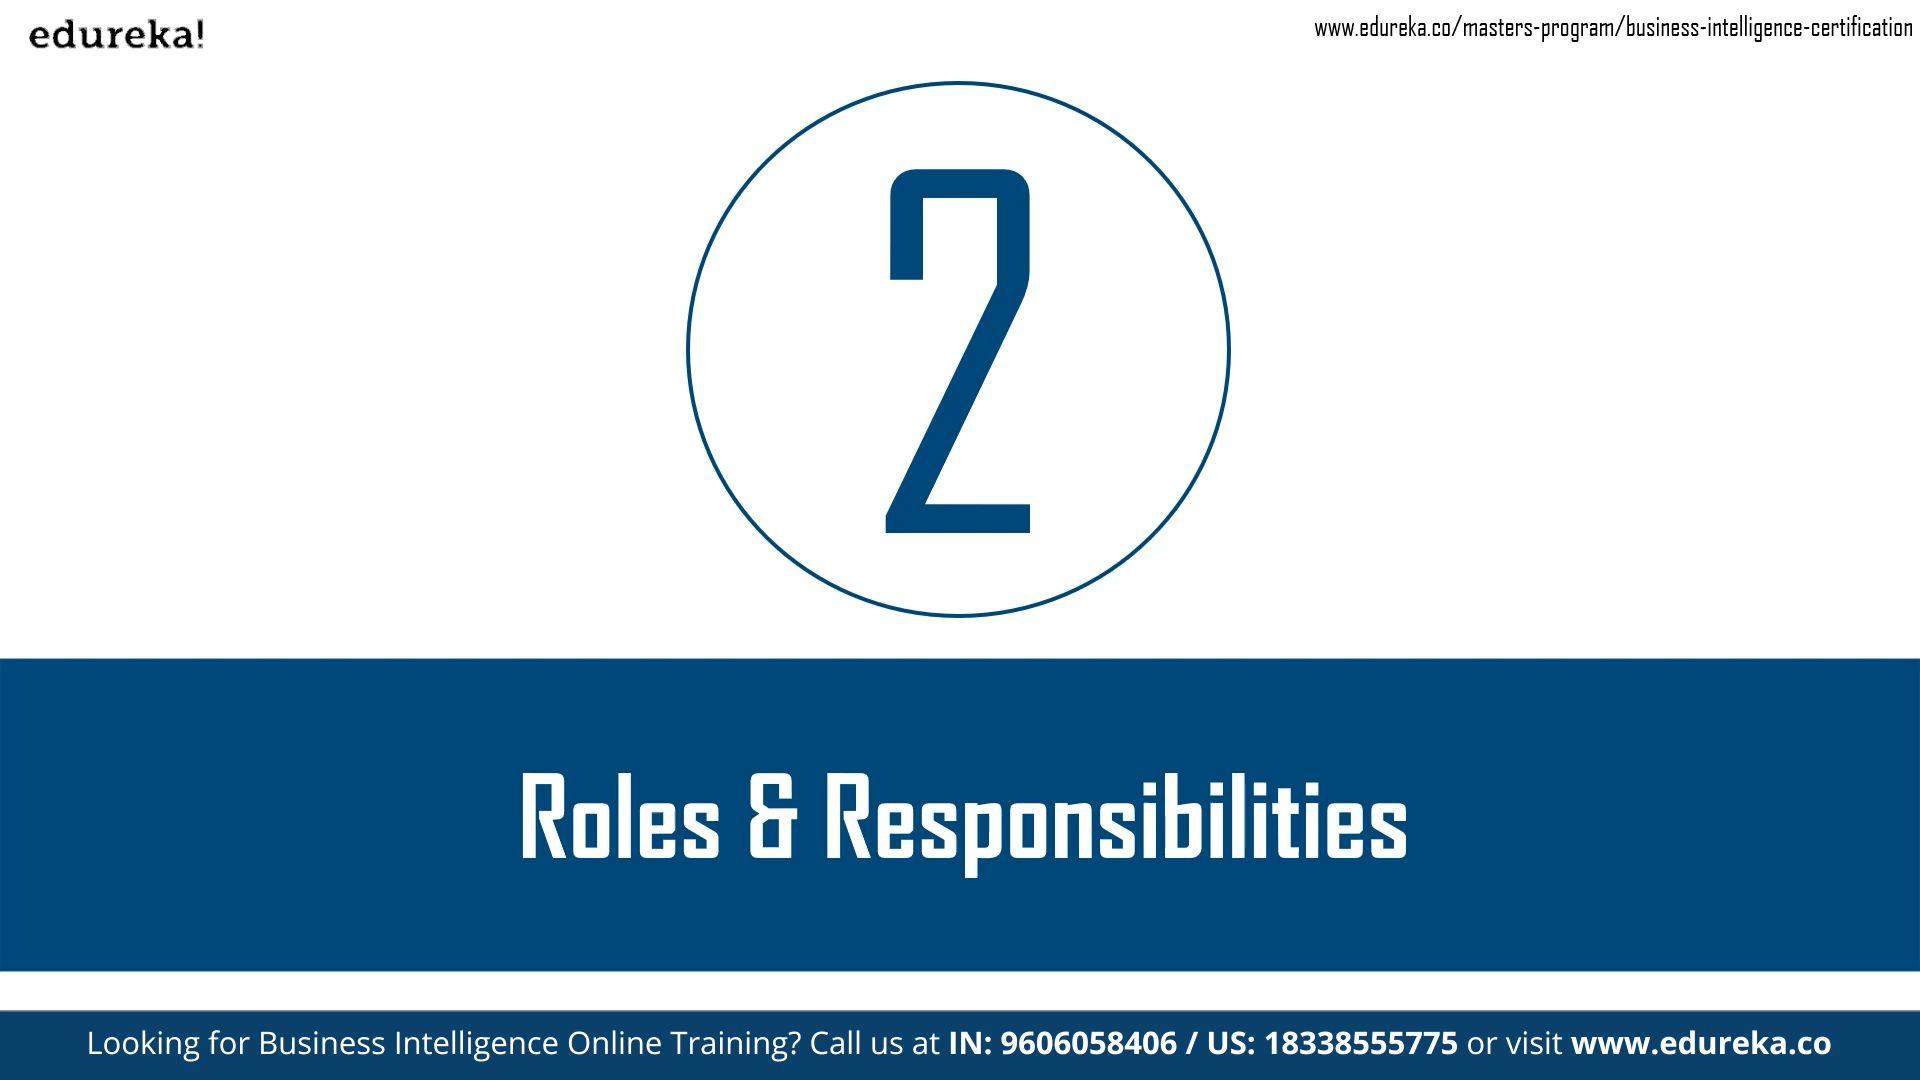 edureka!
www.edureka.co/masters-program/business-intelligence-certification
2
Roles & Responsibilities
Looking for Business Intelligence Online Training? Call us at IN: 9606058406 / US: 18338555775 or visit www.edureka.co